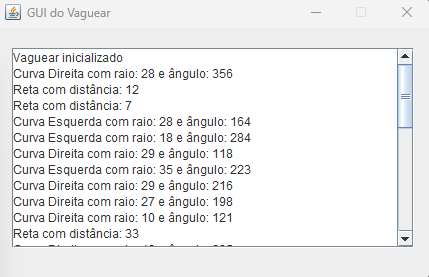 GUI do Vaguear
Vaguear inicializado
Curva Direita com raio: 28 e ângulo: 356
Reta com distância: 12
Reta com distância: 7
Curva Esquerda com raio: 28 e ângulo: 164
Curva Esquerda com raio: 18 e ângulo: 284
Curva Direita com raio: 29 e ângulo: 118
Curva Esquerda com raio: 35 e ângulo: 223
Curva Direita com raio: 29 e ângulo: 216
Curva Direita com raio: 27 e ângulo: 198
Curva Direita com raio: 10 e ângulo: 121
Reta com distância: 33